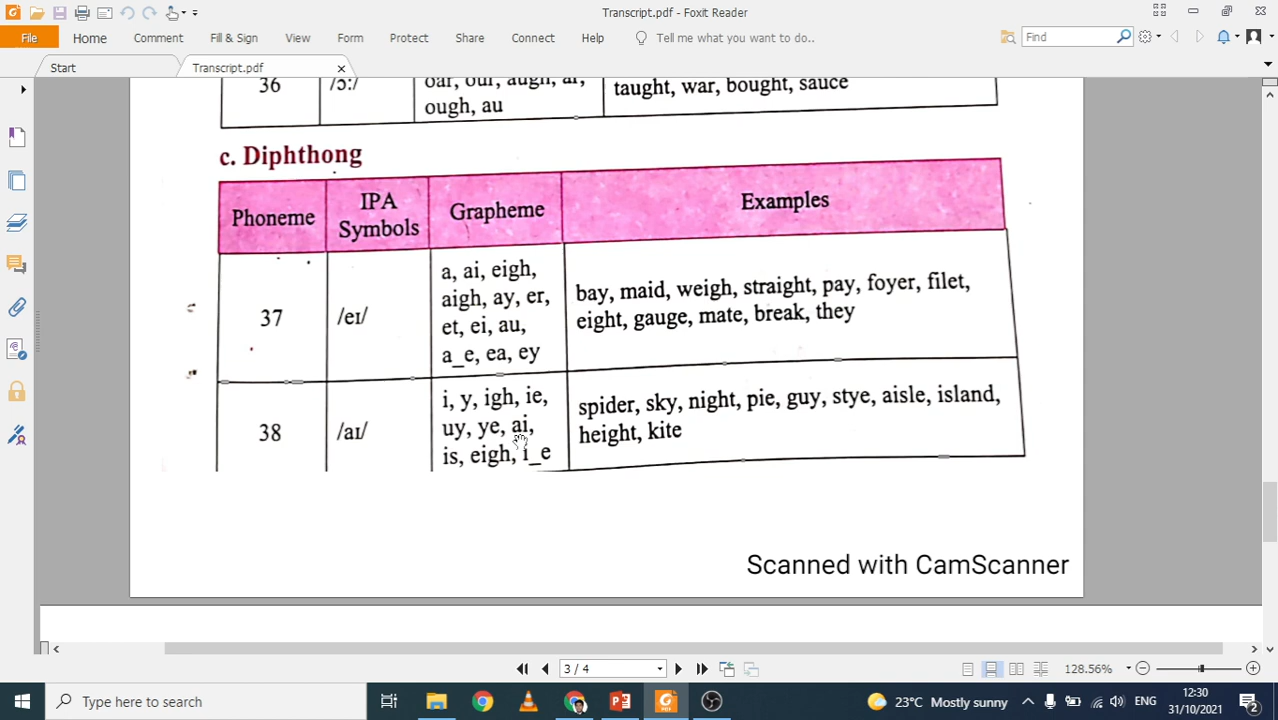 Transcript.pdf - Foxit Reader
File Home Comment Fill & Sign View Form Protect Share Connect Help Tell me what you want to do.. Find
Start Transcript.pdf
36 /ɔ:/ oar, our, augh, ar, taught, war, bought, sauce
ough, au
c. Diphthong
Phoneme IPA Symbols Grapheme Examples
37 /eɪ/ a, ai, eigh, bay, maid, weigh, straight, pay, foyer, filet,
aigh, ay, er, eight, gauge, mate, break, they
et, ei, au,
a_e, ea, ey
38 /aɪ/ i, y, igh, ie, spider, sky, night, pie, guy, stye, aisle, island,
uy, ye, ai, height, kite
is, eigh, i_e
Scanned with CamScanner
3 / 4 128.56%
Type here to search 23°C Mostly sunny ENG 12:30
31/10/2021 2